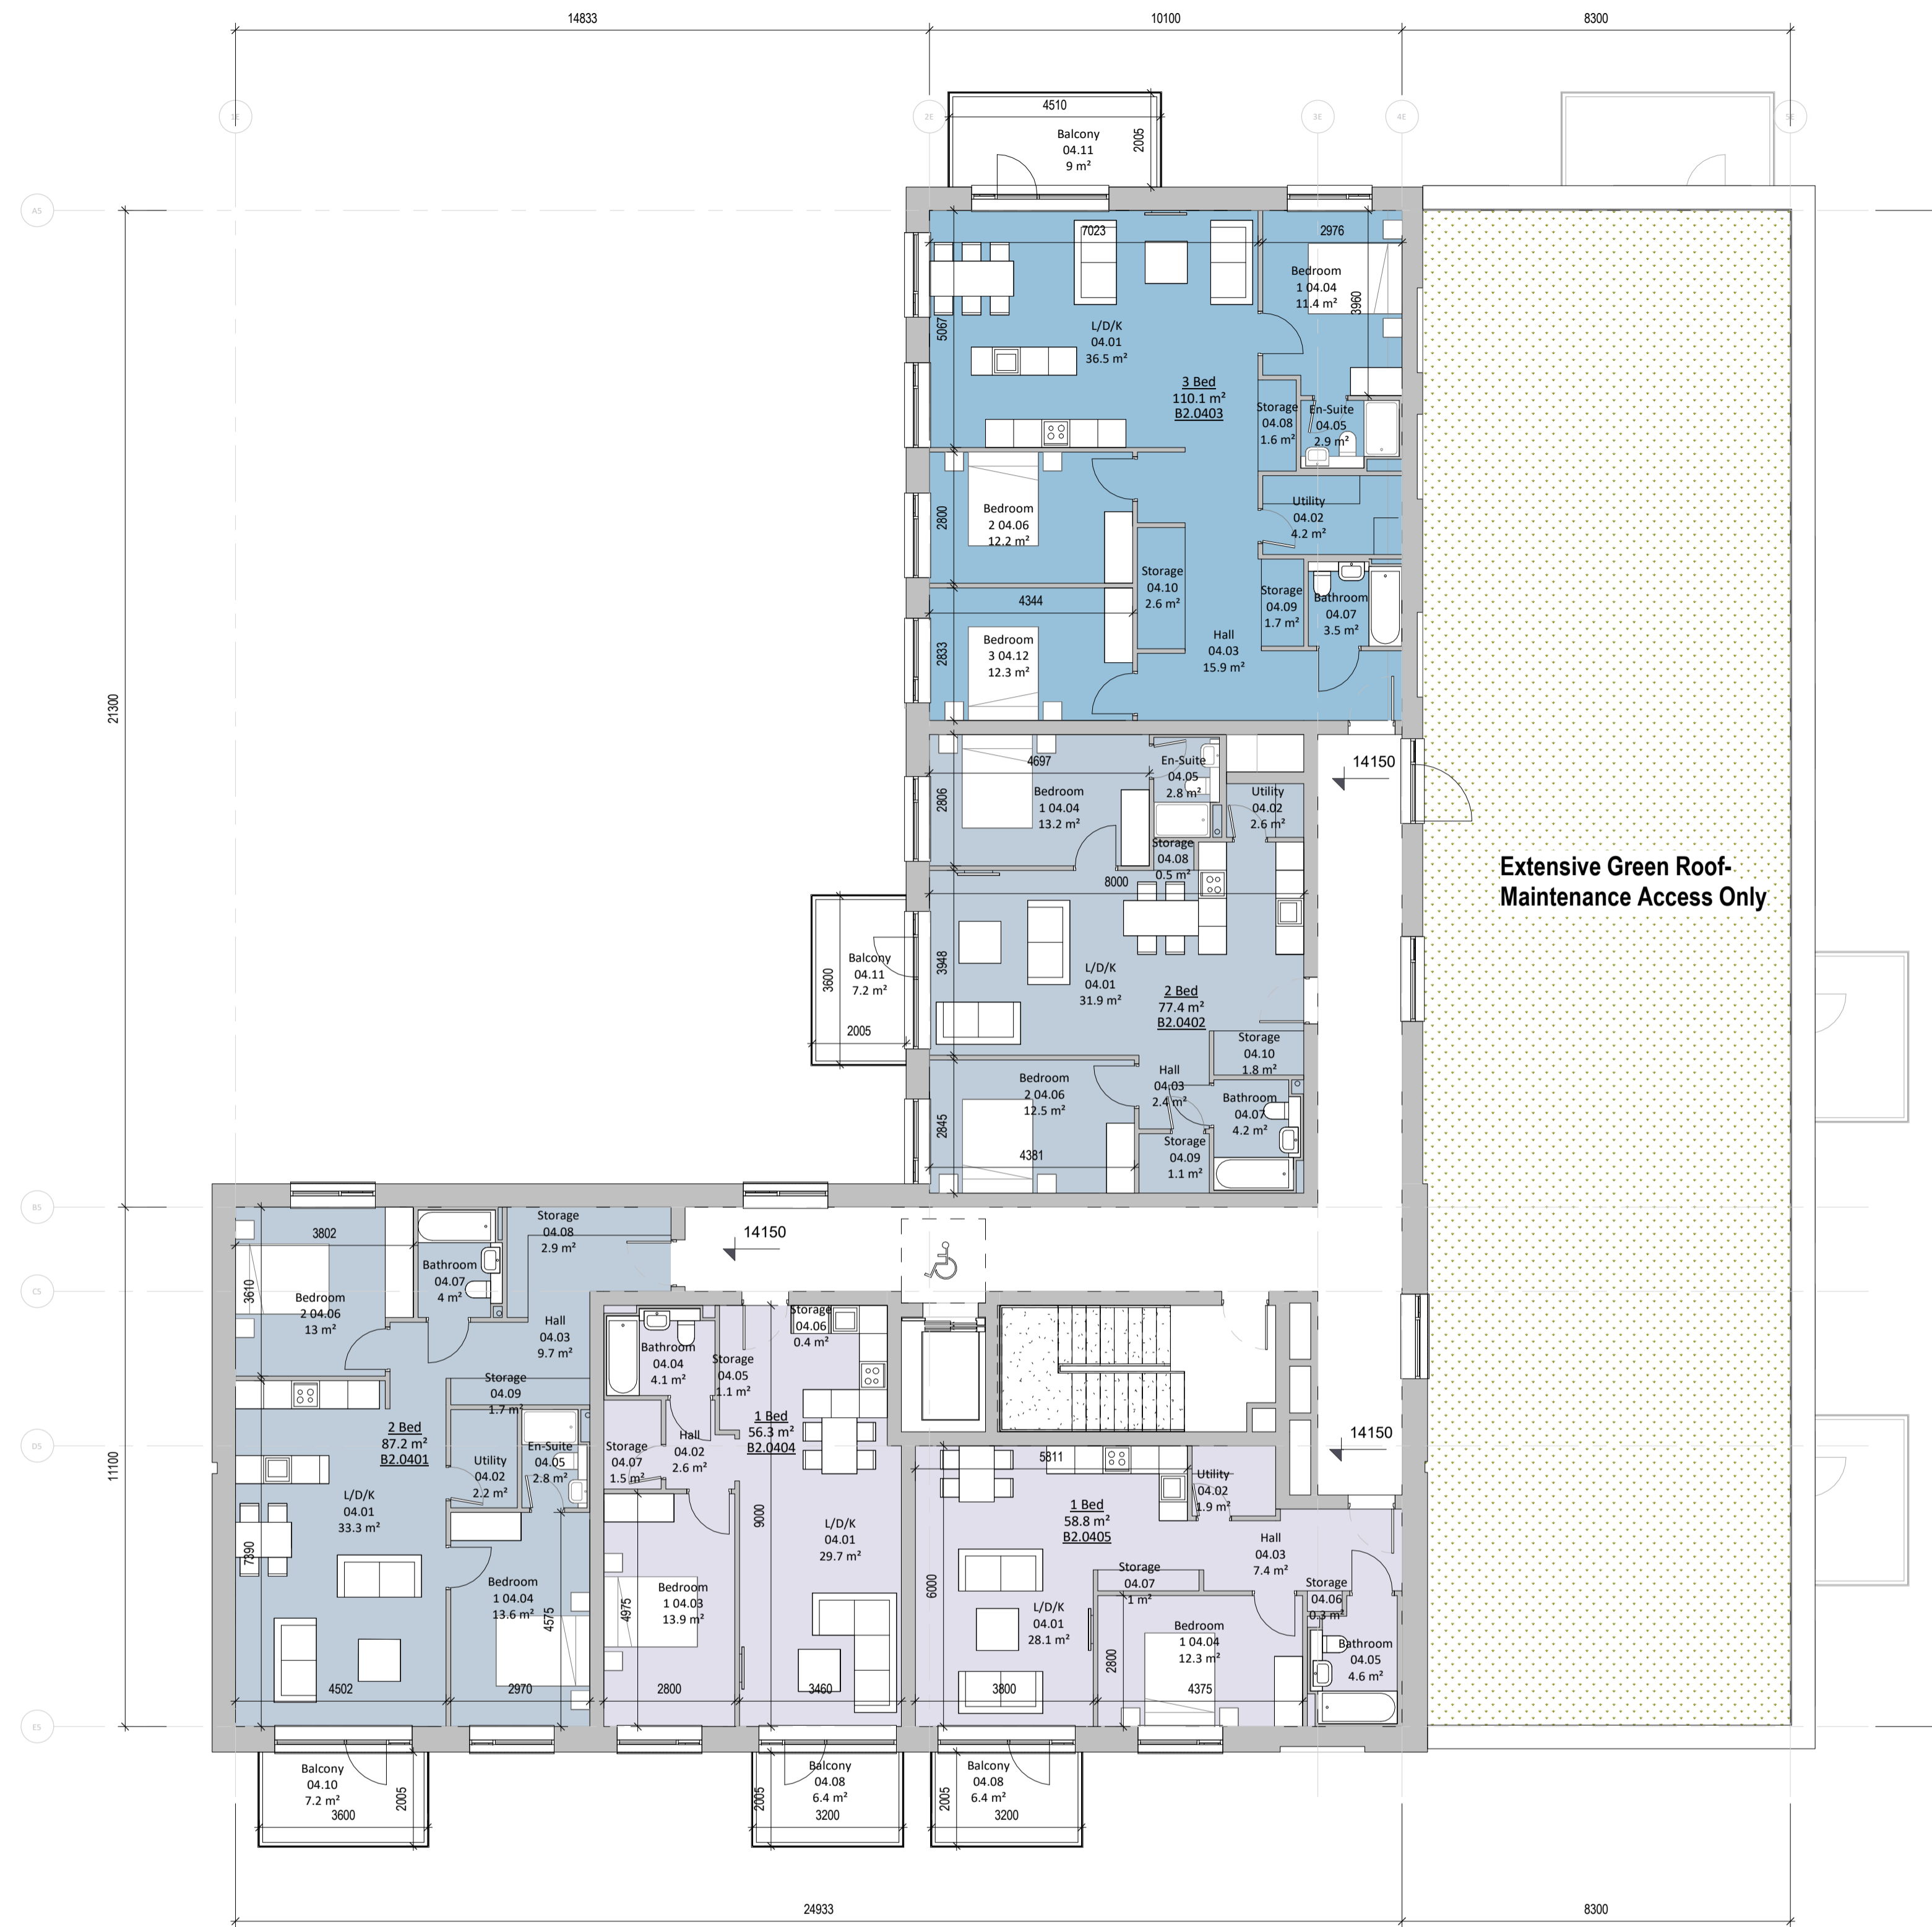 14833
10100
8300
1E
2E
3E
4E
5E
A5
B5
C5
D5
E5
21300
11100
4510
2005
Balcony
04.11
9 m²
7023
2976
5067
3960
Bedroom
1 04.04
11.4 m²
L/D/K
04.01
36.5 m²
3 Bed
110.1 m²
B2.0403
Storage
04.08
1.6 m²
En-Suite
04.05
2.9 m²
Utility
04.02
4.2 m²
2800
Bedroom
2 04.06
12.2 m²
Storage
04.10
2.6 m²
Storage
04.09
1.7 m²
Bathroom
04.07
3.5 m²
4344
2833
Bedroom
3 04.12
12.3 m²
Hall
04.03
15.9 m²
4697
2806
Bedroom
1 04.04
13.2 m²
En-Suite
04.05
2.8 m²
Utility
04.02
2.6 m²
14150
Storage
04.08
0.5 m²
8000
Extensive Green Roof-
Maintenance Access Only
3948
Balcony
04.11
7.2 m²
3600
2005
L/D/K
04.01
31.9 m²
2 Bed
77.4 m²
B2.0402
Storage
04.10
1.8 m²
Bedroom
2 04.06
12.5 m²
Hall
04.03
2.4 m²
Bathroom
04.07
4.2 m²
2845
4381
Storage
04.09
1.1 m²
3802
3610
Bedroom
2 04.06
13 m²
Bathroom
04.07
4 m²
Storage
04.08
2.9 m²
14150
Hall
04.03
9.7 m²
Storage
04.09
1.7 m²
2 Bed
87.2 m²
B2.0401
Utility
04.02
2.2 m²
En-Suite
04.05
2.8 m²
L/D/K
04.01
33.3 m²
7390
Bedroom
1 04.04
13.6 m²
4575
4502
2970
Bathroom
04.04
4.1 m²
Storage
04.05
1.1 m²
Storage
04.06
0.4 m²
1 Bed
56.3 m²
B2.0404
Hall
04.02
2.6 m²
Storage
04.07
1.5 m²
9000
L/D/K
04.01
29.7 m²
4975
Bedroom
1 04.03
13.9 m²
2800
3460
5811
14150
Utility
04.02
1.9 m²
1 Bed
58.8 m²
B2.0405
Hall
04.03
7.4 m²
6000
Storage
04.07
1 m²
Storage
04.06
0.3 m²
L/D/K
04.01
28.1 m²
2800
Bedroom
1 04.04
12.3 m²
Bathroom
04.05
4.6 m²
3800
4375
Balcony
04.10
7.2 m²
3600
2005
Balcony
04.08
6.4 m²
3200
2005
Balcony
04.08
6.4 m²
3200
2005
24933
8300